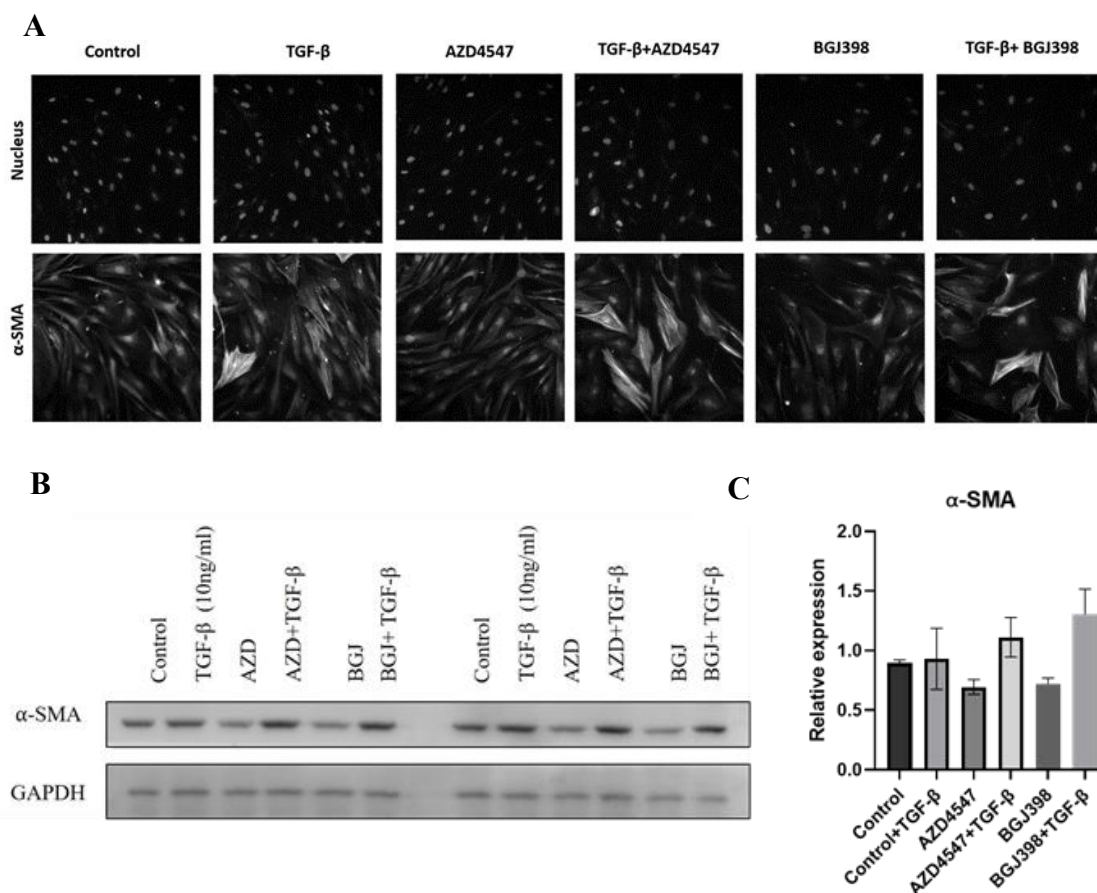 A
Control TGF-β AZD4547 TGF-β+AZD4547 BGJ398 TGF-β+ BGJ398
Nucleus
α-SMA
B
Control
TGF-β (10ng/ml)
AZD
AZD+TGF-β
BGJ
BGJ+ TGF-β
Control
TGF-β (10ng/ml)
AZD
AZD+TGF-β
BGJ
BGJ+ TGF-β
α-SMA
GAPDH
C
α-SMA
Relative expression
2.0
1.5
1.0
0.5
0.0
Control
Control+TGF-β
AZD4547
AZD4547+TGF-β
BGJ398
BGJ398+TGF-β